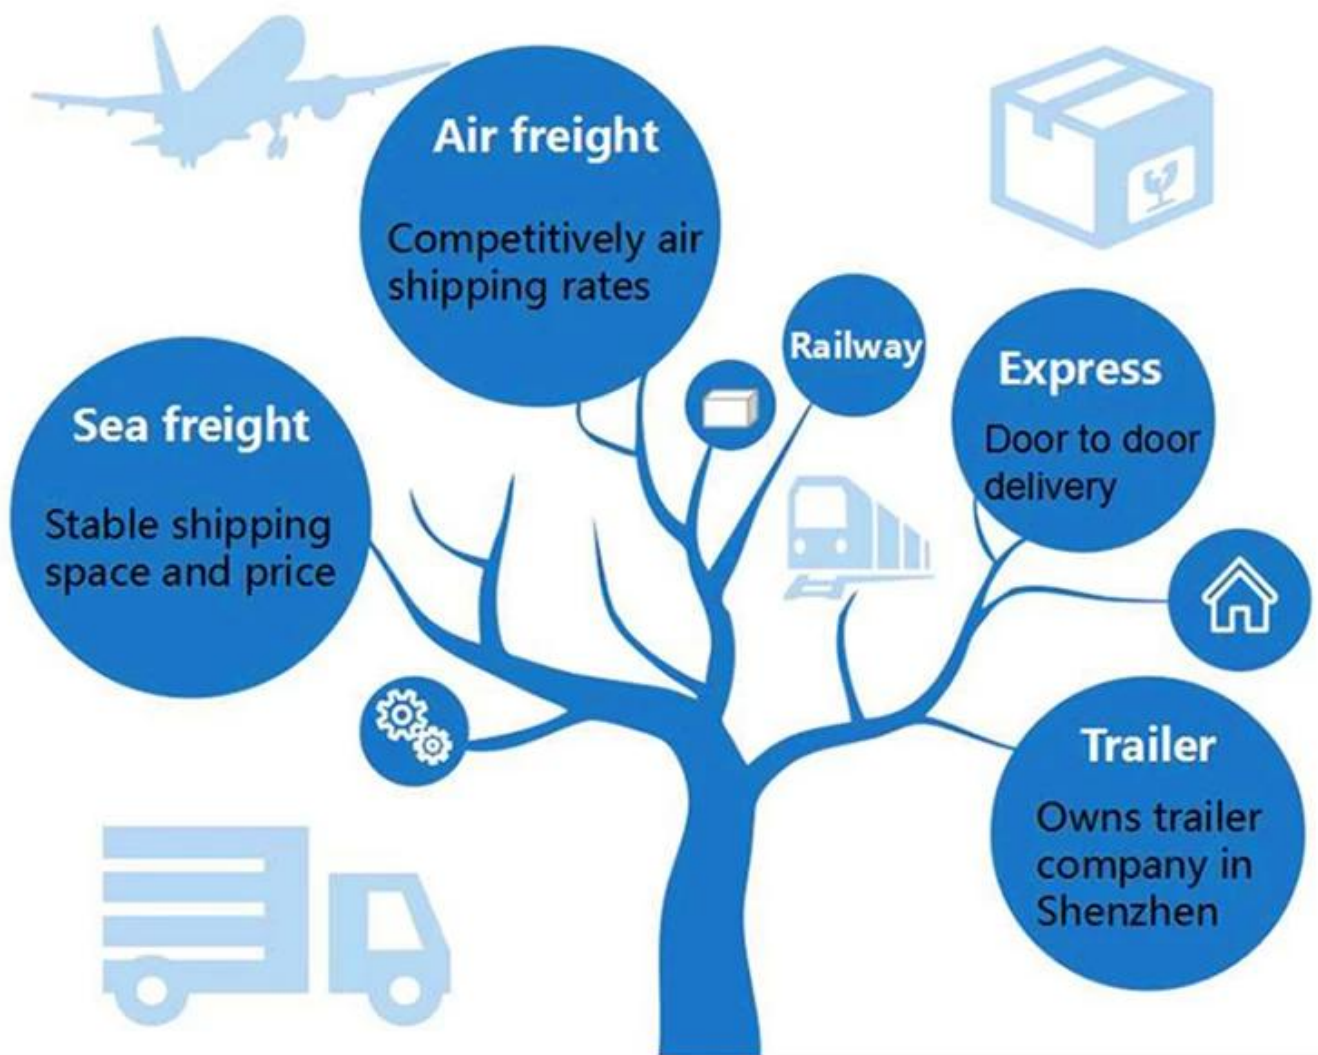 Air freight
Competitively air
shipping rates
Railway
Express
Door to door
delivery
Sea freight
Stable shipping
space and price
Trailer
Owns trailer
company in
Shenzhen